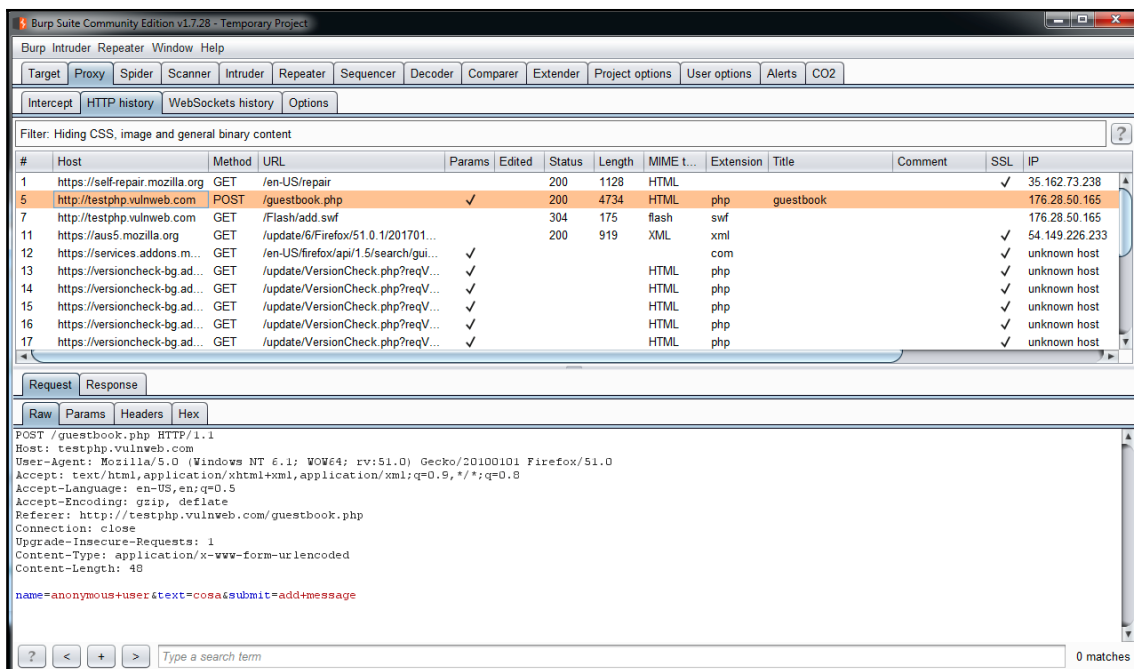 Burp Suite Community Edition v1.7.28 - Temporary Project
Burp Intruder Repeater Window Help
Target Proxy Spider Scanner Intruder Repeater Sequencer Decoder Comparer Extender Project options User options Alerts CO2
Intercept HTTP history WebSockets history Options
Filter: Hiding CSS, image and general binary content ?
# Host Method URL Params Edited Status Length MIME t... Extension Title Comment SSL IP
1 https://self-repair.mozilla.org GET /en-US/repair 200 1128 HTML ✓ 35.162.73.238
5 http://testphp.vulnweb.com POST /guestbook.php ✓ 200 4734 HTML php guestbook 176.28.50.165
7 http://testphp.vulnweb.com GET /Flash/add.swf 304 175 flash swf 176.28.50.165
11 https://aus5.mozilla.org GET /update/6/Firefox/51.0.1/201701... 200 919 XML xml ✓ 54.149.226.233
12 https://services.addons.m... GET /en-US/firefox/api/1.5/search/gui... ✓ com ✓ unknown host
13 https://versioncheck-bg.ad... GET /update/VersionCheck.php?reqV... ✓ HTML php ✓ unknown host
14 https://versioncheck-bg.ad... GET /update/VersionCheck.php?reqV... ✓ HTML php ✓ unknown host
15 https://versioncheck-bg.ad... GET /update/VersionCheck.php?reqV... ✓ HTML php ✓ unknown host
16 https://versioncheck-bg.ad... GET /update/VersionCheck.php?reqV... ✓ HTML php ✓ unknown host
17 https://versioncheck-bg.ad... GET /update/VersionCheck.php?reqV... ✓ HTML php ✓ unknown host
Request Response
Raw Params Headers Hex
POST /guestbook.php HTTP/1.1
Host: testphp.vulnweb.com
User-Agent: Mozilla/5.0 (Windows NT 6.1; WOW64; rv:51.0) Gecko/20100101 Firefox/51.0
Accept: text/html,application/xhtml+xml,application/xml;q=0.9,*/*;q=0.8
Accept-Language: en-US,en;q=0.5
Accept-Encoding: gzip, deflate
Referer: http://testphp.vulnweb.com/guestbook.php
Connection: close
Upgrade-Insecure-Requests: 1
Content-Type: application/x-www-form-urlencoded
Content-Length: 48
name=anonymous+user&text=cosa&submit=add+message
? < + > Type a search term 0 matches